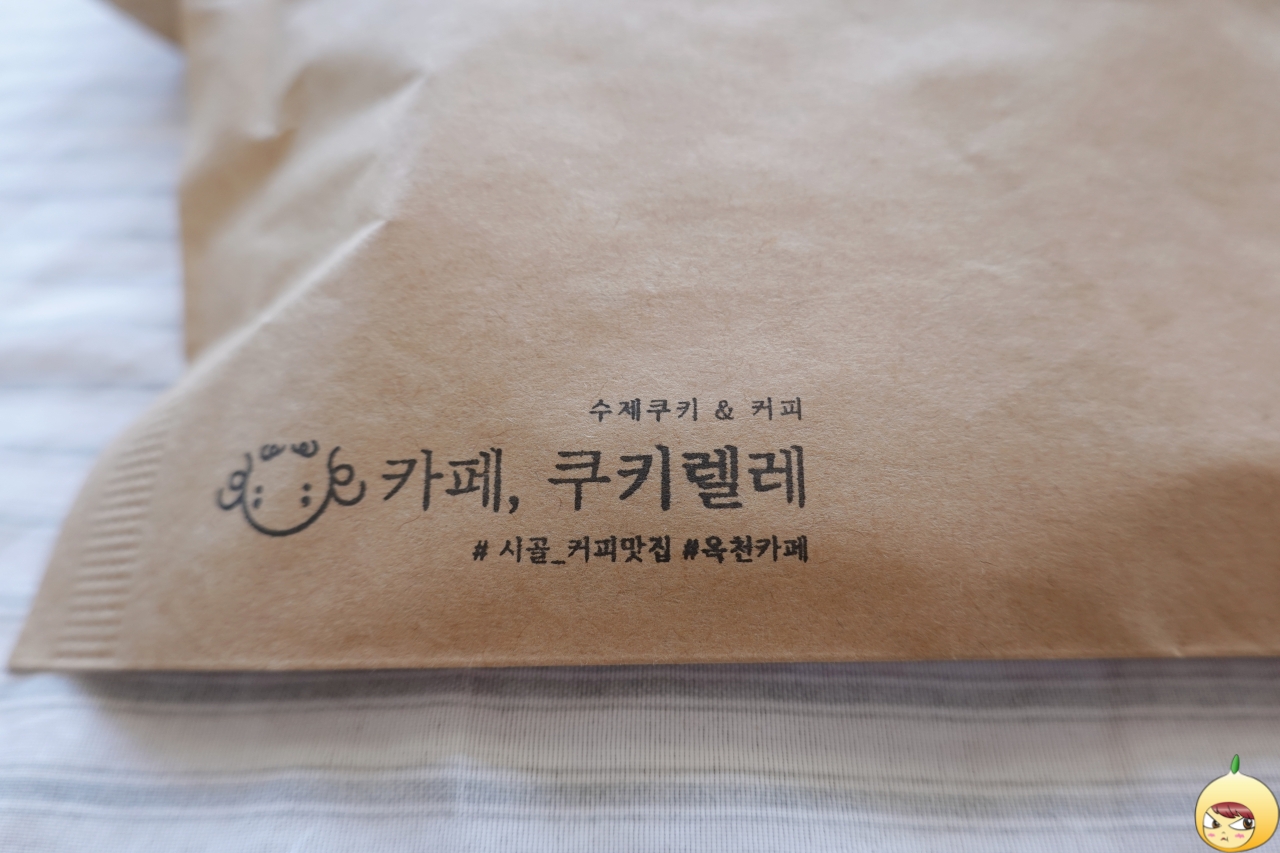 수제쿠키 & 커피
카페, 쿠키렐레
# 시골_커피맛집 #옥천카페